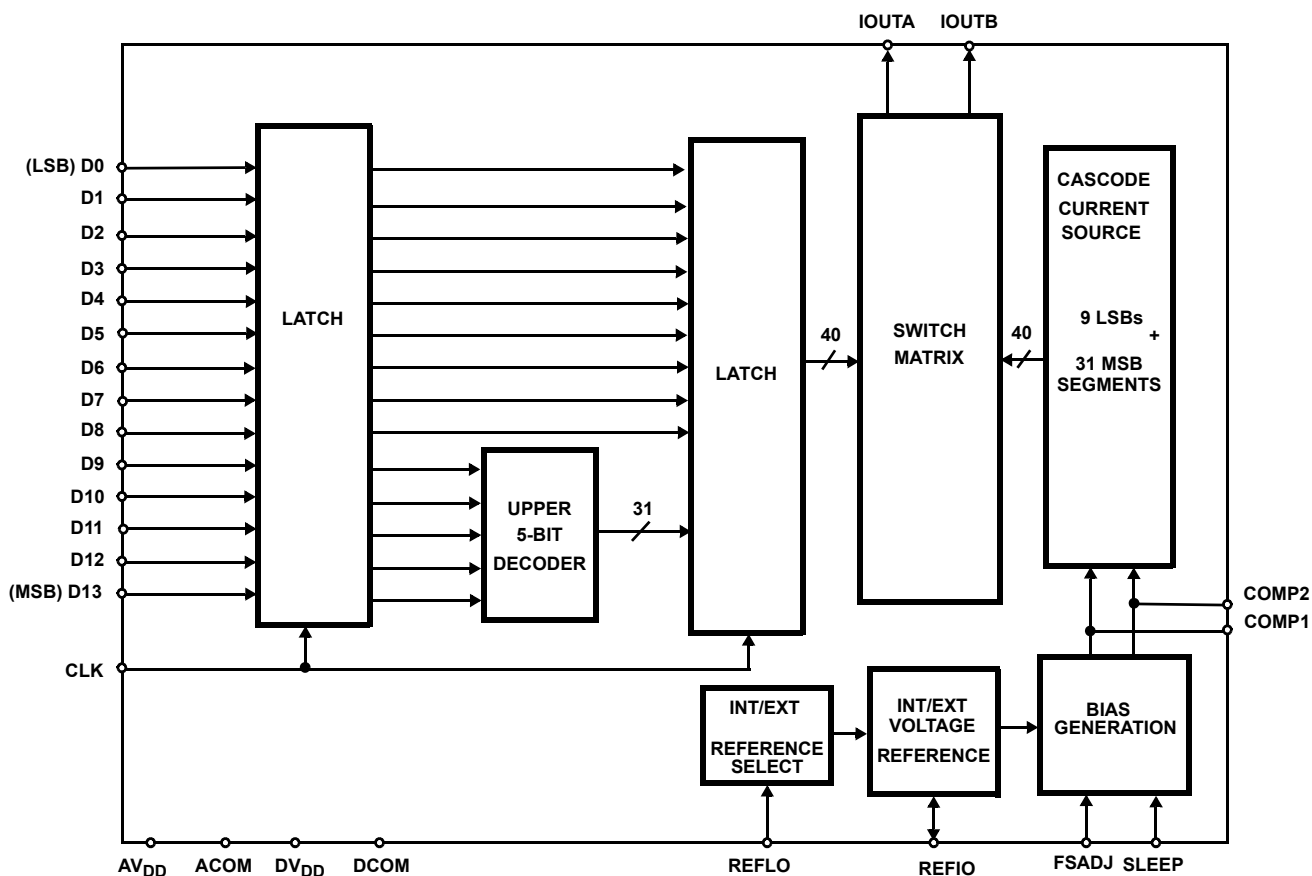 IOUTA IOUTB
(LSB) D0
D1
D2
D3
D4
D5
D6
D7
D8
D9
D10
D11
D12
(MSB) D13
CLK
LATCH
UPPER
5-BIT
DECODER
31
LATCH
40
SWITCH
MATRIX
40
CASCODE
CURRENT
SOURCE
9 LSBs
+
31 MSB
SEGMENTS
COMP2
COMP1
INT/EXT
REFERENCE
SELECT
INT/EXT
VOLTAGE
REFERENCE
BIAS
GENERATION
AVDD ACOM DVDD DCOM REFLO REFIO FSADJ SLEEP